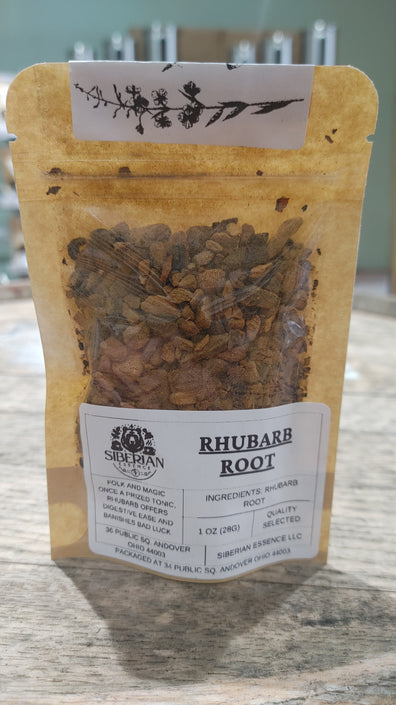 SIBERIAN
ESSENCE
RHUBARB
ROOT
FOLK AND MAGIC
ONCE A PRIZED TONIC,
RHUBARB OFFERS
DIGESTIVE EASE AND
BANISHES BAD LUCK.
INGREDIENTS: RHUBARB
ROOT
1 OZ (28G)
QUALITY
SELECTED
36 PUBLIC SQ. ANDOVER
OHIO 44003
SIBERIAN ESSENCE LLC
PACKAGED AT 34 PUBLIC SQ. ANDOVER OHIO 44003